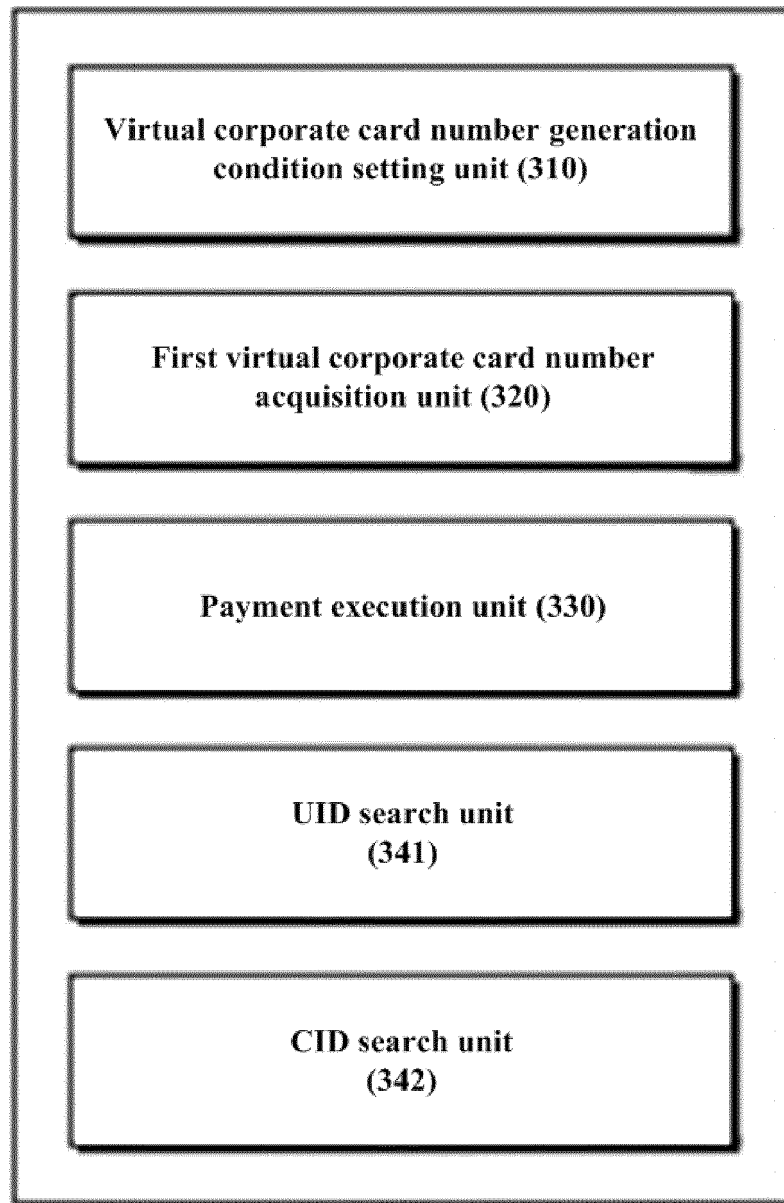 Virtual corporate card number generation
condition setting unit (310)
First virtual corporate card number
acquisition unit (320)
Payment execution unit (330)
UID search unit
(341)
CID search unit
(342)